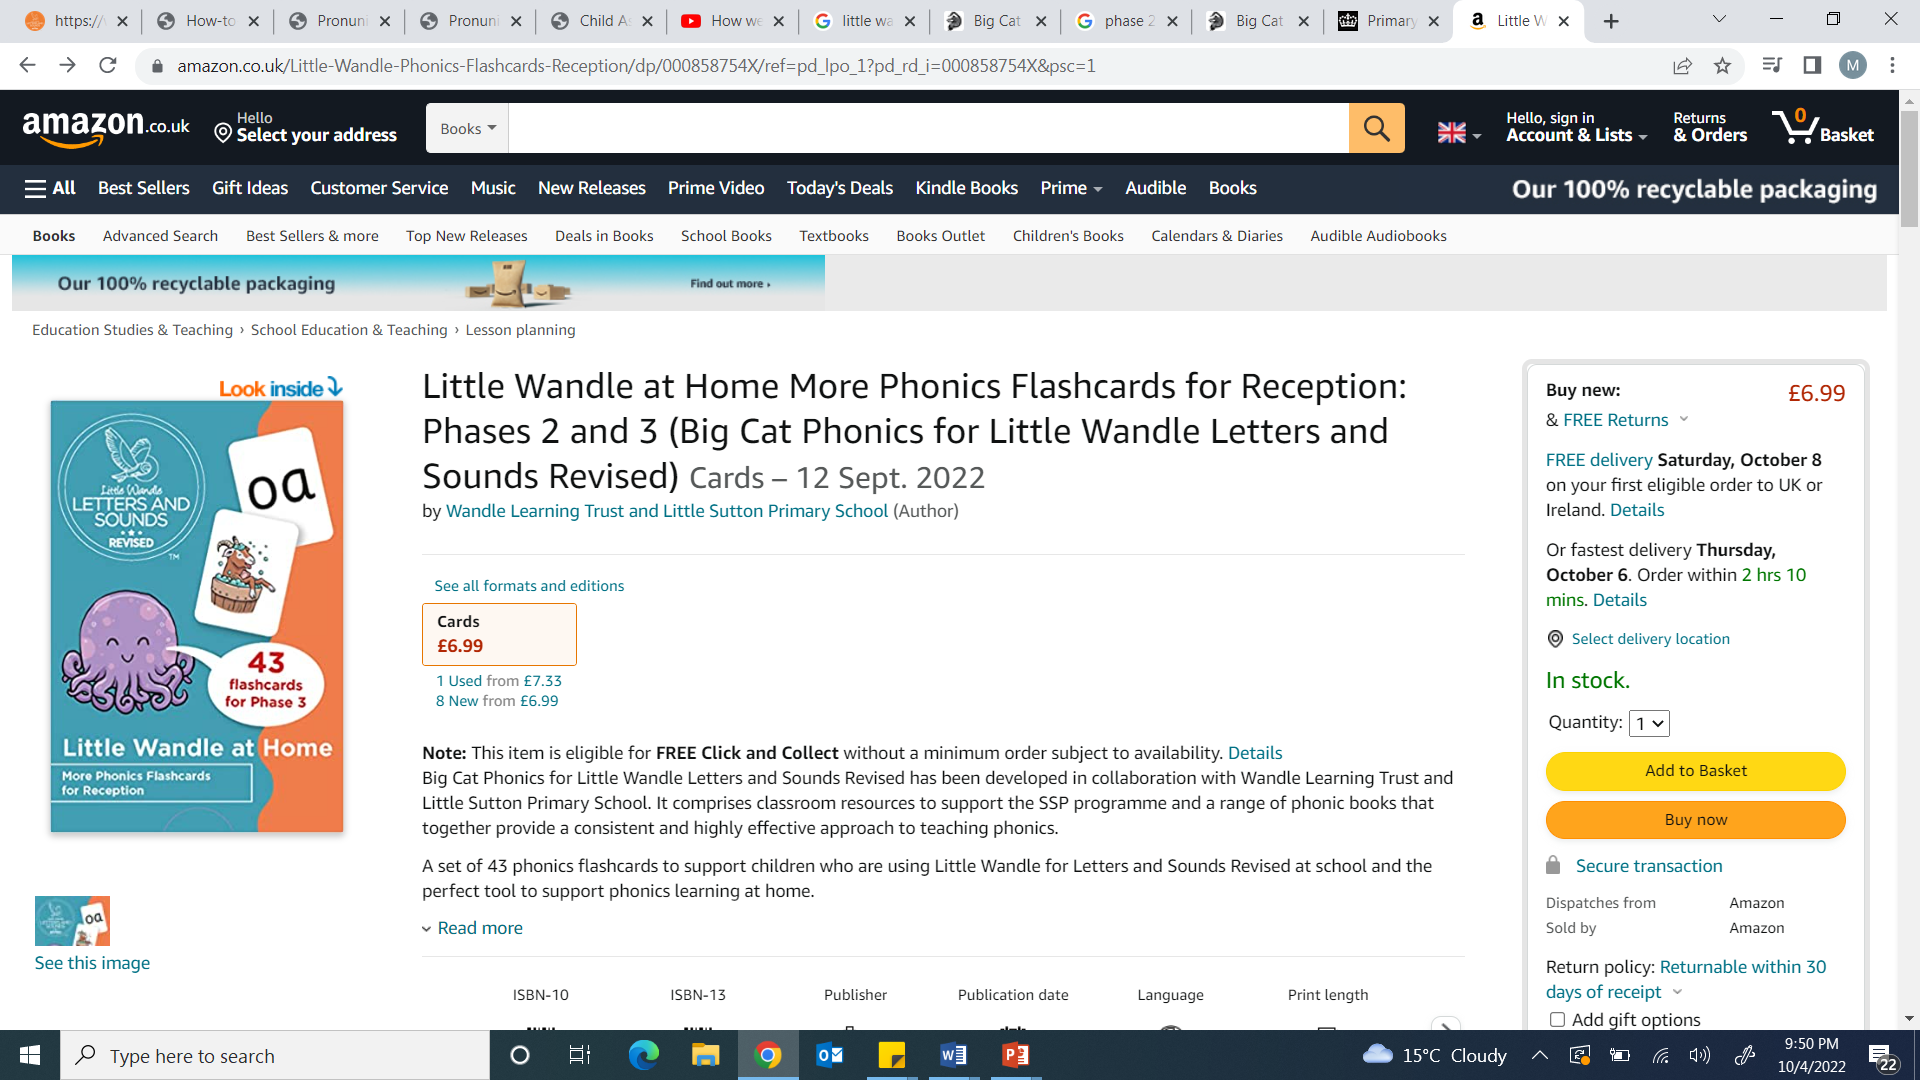 https://
How-to
Pronuni
Pronuni
Child As
How we
little wa
Big Cat
phase 2
Big Cat
Primary
Little W
amazon.co.uk/Little-Wandle-Phonics-Flashcards-Reception/dp/000858754X/ref=pd_lpo_1?pd_rd_i=000858754X&psc=1
M
amazon.co.uk
Hello
Select your address
Books
Hello, sign in
Account & Lists
Returns
& Orders
0
Basket
All Best Sellers Gift Ideas Customer Service Music New Releases Prime Video Today's Deals Kindle Books Prime Audible Books
Our 100% recyclable packaging
Books Advanced Search Best Sellers & more Top New Releases Deals in Books School Books Textbooks Books Outlet Children's Books Calendars & Diaries Audible Audiobooks
Our 100% recyclable packaging
Find out more ›
Education Studies & Teaching › School Education & Teaching › Lesson planning
Look inside
Little Wandle
LETTERS AND
SOUNDS
REVISED
TM
oa
43
flashcards
for Phase 3
Little Wandle at Home
More Phonics Flashcards
for Reception
oa
See this image
Little Wandle at Home More Phonics Flashcards for Reception:
Phases 2 and 3 (Big Cat Phonics for Little Wandle Letters and
Sounds Revised) Cards – 12 Sept. 2022
by Wandle Learning Trust and Little Sutton Primary School (Author)
See all formats and editions
Cards
£6.99
1 Used from £7.33
8 New from £6.99
Note: This item is eligible for FREE Click and Collect without a minimum order subject to availability. Details
Big Cat Phonics for Little Wandle Letters and Sounds Revised has been developed in collaboration with Wandle Learning Trust and
Little Sutton Primary School. It comprises classroom resources to support the SSP programme and a range of phonic books that
together provide a consistent and highly effective approach to teaching phonics.
A set of 43 phonics flashcards to support children who are using Little Wandle for Letters and Sounds Revised at school and the
perfect tool to support phonics learning at home.
Read more
ISBN-10
ISBN-13
Publisher
Publication date
Language
Print length
Buy new:
£6.99
& FREE Returns
FREE delivery Saturday, October 8
on your first eligible order to UK or
Ireland. Details
Or fastest delivery Thursday,
October 6. Order within 2 hrs 10
mins. Details
Select delivery location
In stock.
Quantity: 1
Add to Basket
Buy now
Secure transaction
Dispatches from Amazon
Sold by Amazon
Return policy: Returnable within 30
days of receipt
Add gift options
Type here to search
15°C Cloudy
9:50 PM
10/4/2022
22